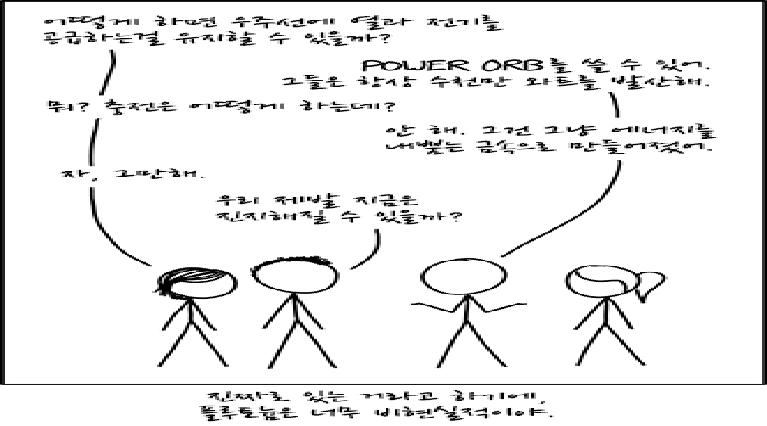 어떻게 하면 우주선에 열과 전기를
공급하는걸 유지할 수 있을까?
POWER ORB를 쓸 수 있어.
그들은 항상 수천만 와트를 발산해.
뭐? 충전은 어떻게 하는데?
안 해. 그건 그냥 에너지를
내뿜는 금속으로 만들어졌어.
자, 그만해.
우리 제발 지금은
진지해질 수 있을까?
진짜로 있는 거라고 하기에,
플루토늄은 너무 비현실적이야.